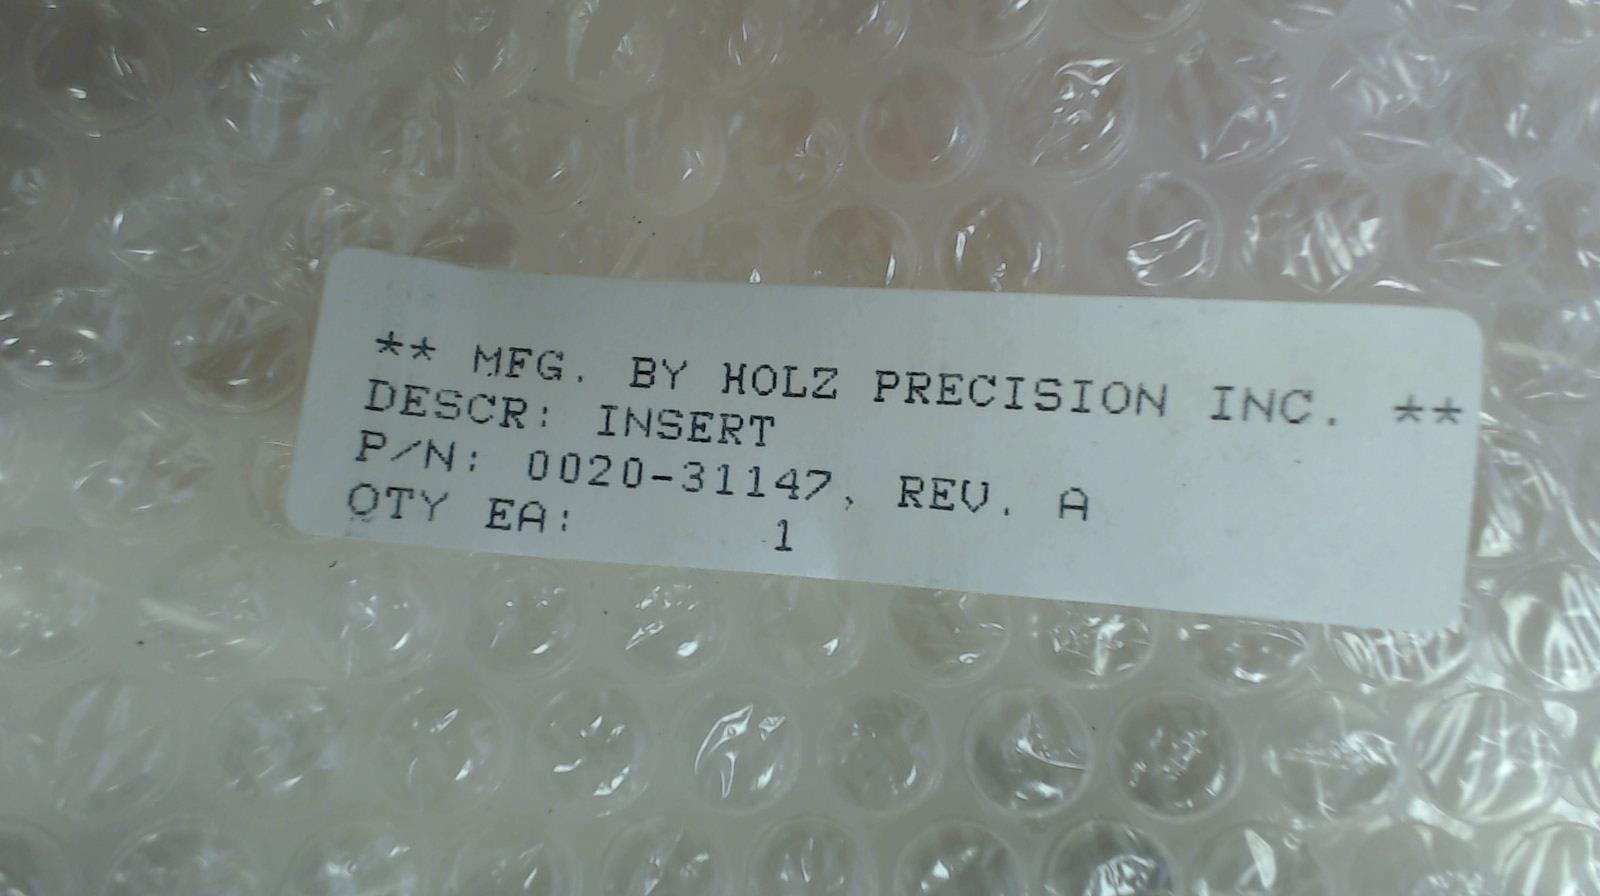 ** MFG. BY HOLZ PRECISION INC. **
DESCR: INSERT
P/N: 0020-31147, REV. A
QTY EA: 1